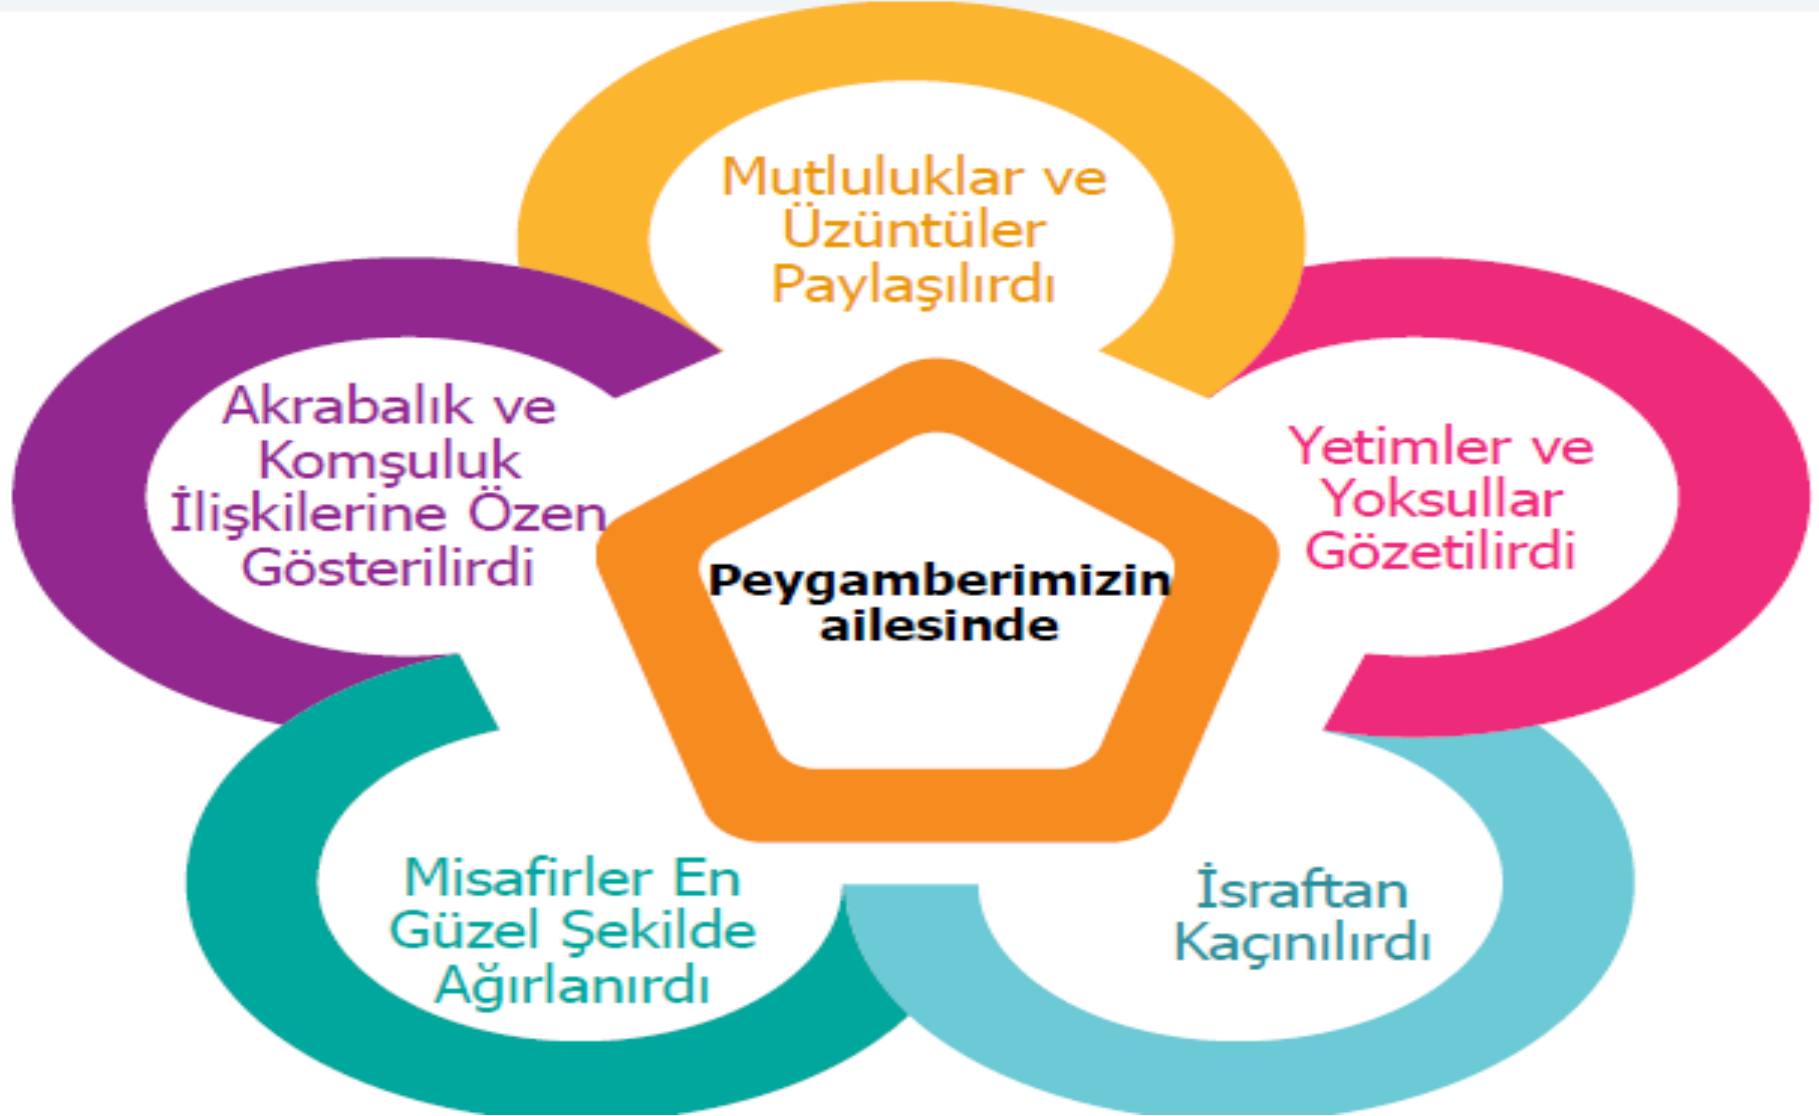 Mutluluklar ve
Üzüntüler
Paylaşılırdı
Akrabalık ve
Komşuluk
İlişkilerine Özen
Gösterilirdi
Yetimler ve
Yoksullar
Gözetilirdi
Peygamberimizin
ailesinde
Misafirler En
Güzel Şekilde
Ağırlanırdı
İsraftan
Kaçınılırdı